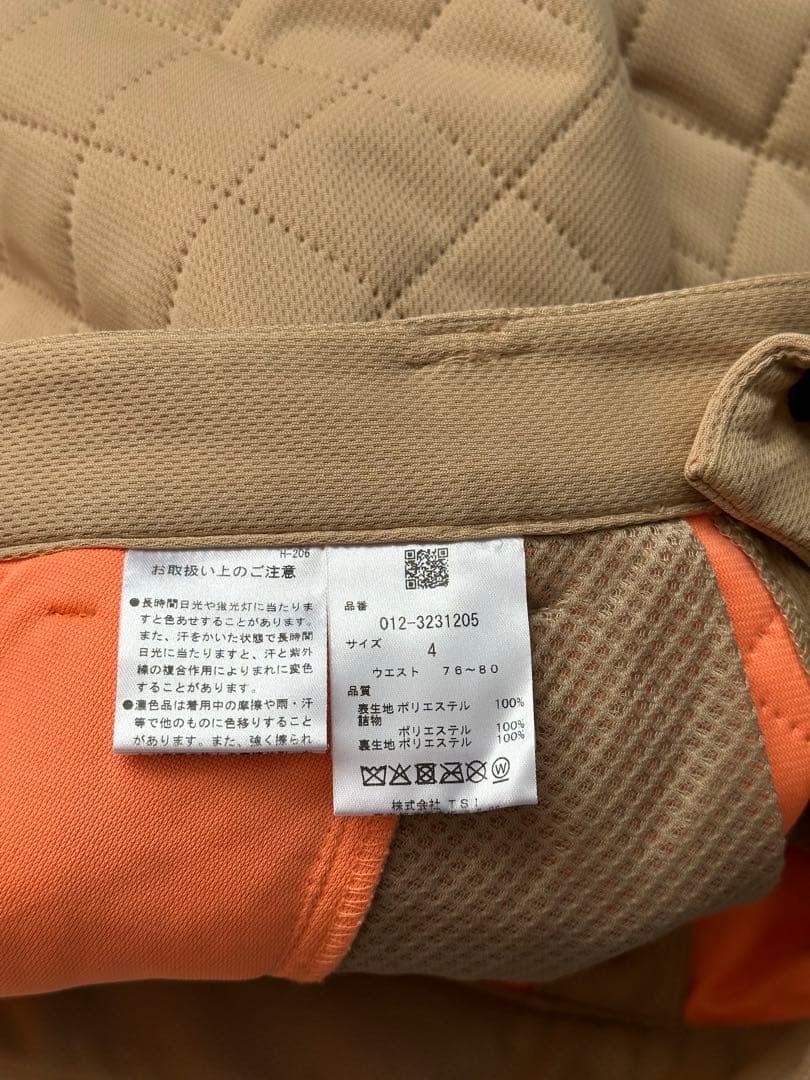 H-206
お取扱い上のご注意
●長時間日光や蛍光灯に当たりま
すと色あせすることがあります。
また、汗をかいた状態で長時間
日光に当たりますと、汗と紫外
線の複合作用によりまれに変色
することがあります。
●濃色品は着用中の摩擦や雨・汗
等で他のものに色移りすること
があります。また、強く擦られ
品番
012-3231205
サイズ
4
ウエスト 76〜80
品質
表生地 ポリエステル 100%
詰物
ポリエステル 100%
裏生地 ポリエステル 100%
W
株式会社 TSI